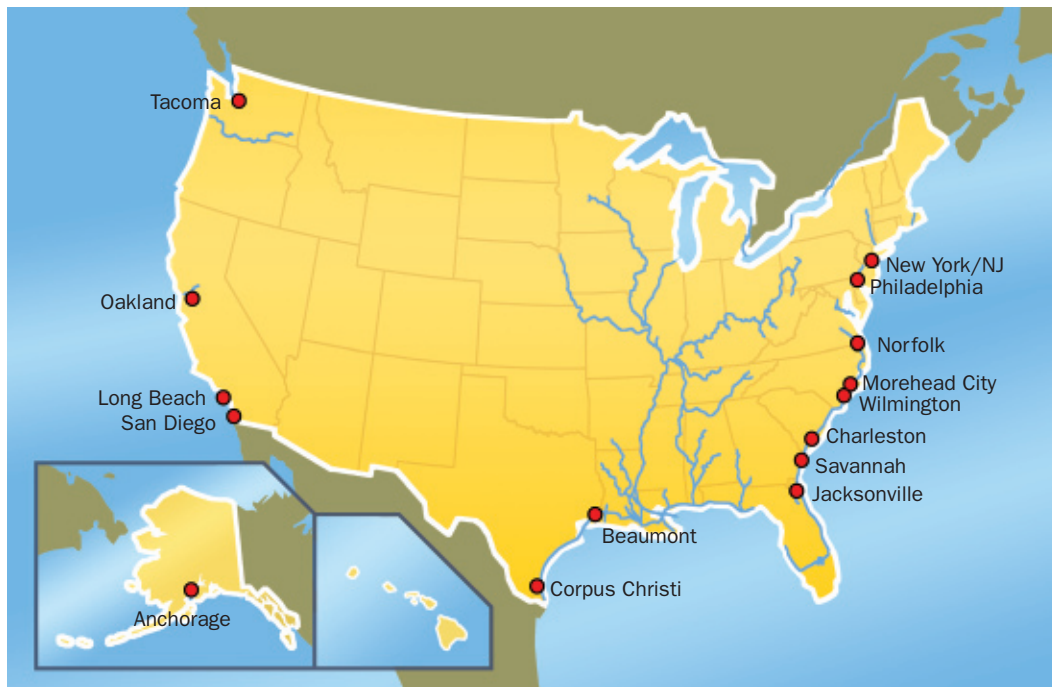 Tacoma
New York/NJ
Philadelphia
Oakland
Norfolk
Morehead City
Long Beach
Wilmington
San Diego
Charleston
Savannah
Jacksonville
Beaumont
Corpus Christi
Anchorage